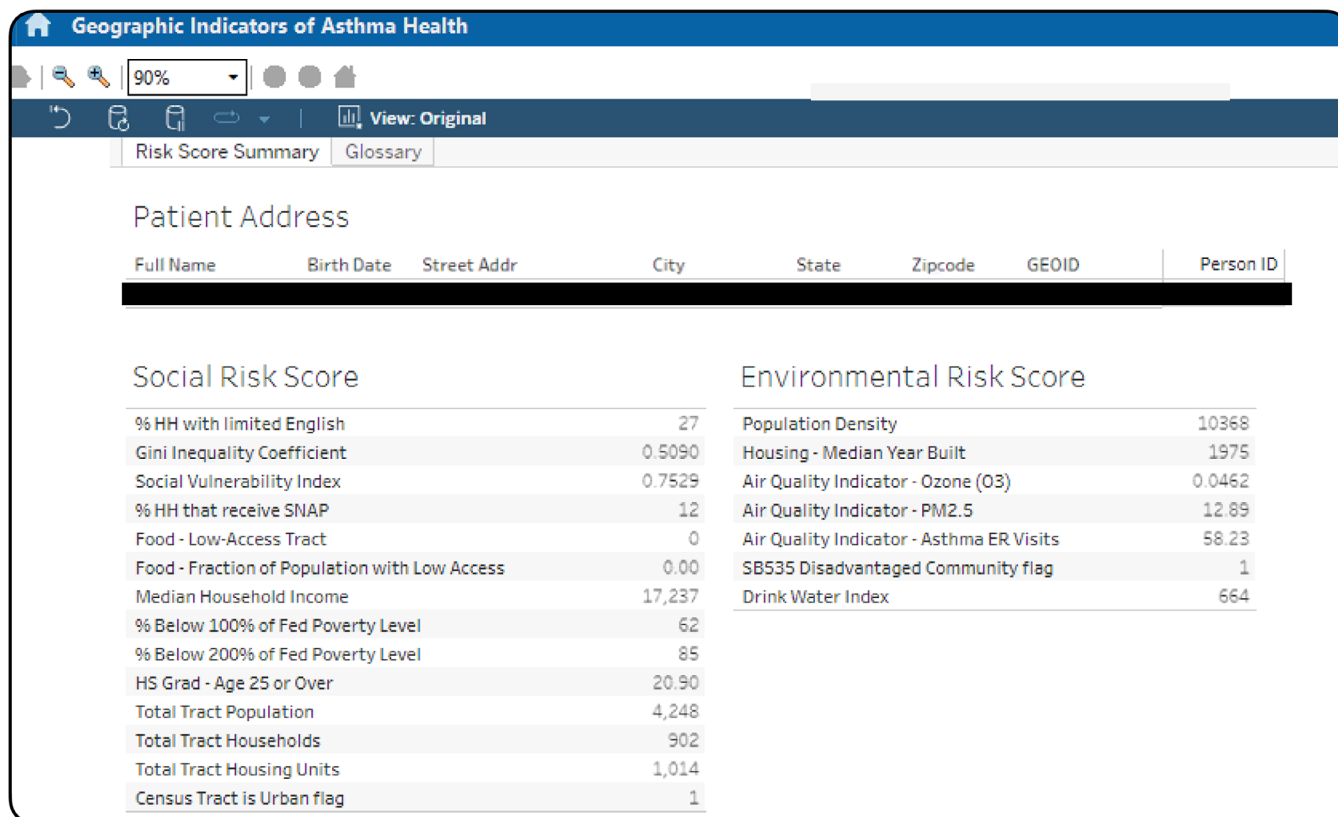 Geographic Indicators of Asthma Health
90%
View: Original
Risk Score Summary Glossary
Patient Address
Full Name Birth Date Street Addr City State Zipcode GEOID Person ID
Social Risk Score
% HH with limited English 27
Gini Inequality Coefficient 0.5090
Social Vulnerability Index 0.7529
% HH that receive SNAP 12
Food - Low-Access Tract 0
Food - Fraction of Population with Low Access 0.00
Median Household Income 17,237
% Below 100% of Fed Poverty Level 62
% Below 200% of Fed Poverty Level 85
HS Grad - Age 25 or Over 20.90
Total Tract Population 4,248
Total Tract Households 902
Total Tract Housing Units 1,014
Census Tract is Urban flag 1
Environmental Risk Score
Population Density 10368
Housing - Median Year Built 1975
Air Quality Indicator - Ozone (O3) 0.0462
Air Quality Indicator - PM2.5 12.89
Air Quality Indicator - Asthma ER Visits 58.23
SB535 Disadvantaged Community flag 1
Drink Water Index 664